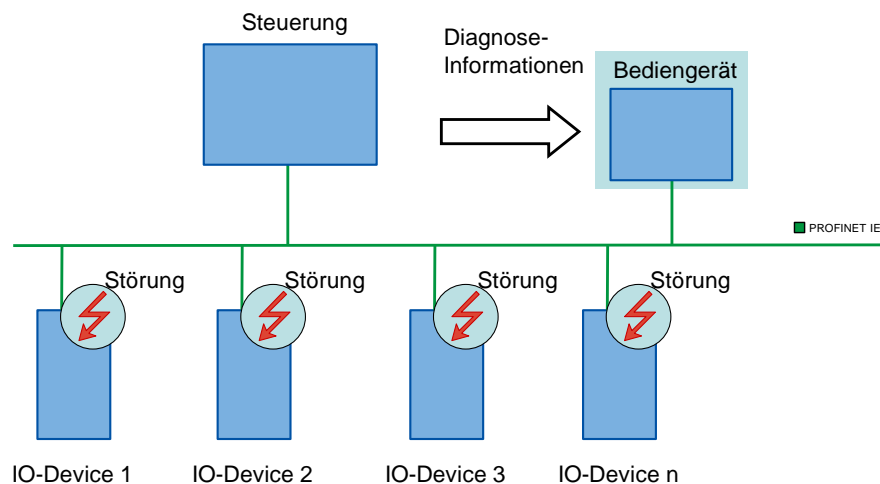 Steuerung
Diagnose-
Informationen
Bediengerät
PROFINET IE
Störung
Störung
Störung
Störung
IO-Device 1
IO-Device 2
IO-Device 3
IO-Device n